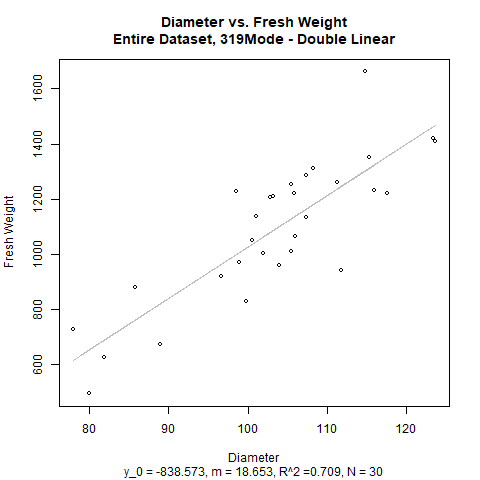 Diameter vs. Fresh Weight
Entire Dataset, 319Mode - Double Linear
Fresh Weight
1600
1400
1200
1000
800
600
80 90 100 110 120
Diameter
y_0 = -838.573, m = 18.653, R^2 =0.709, N = 30